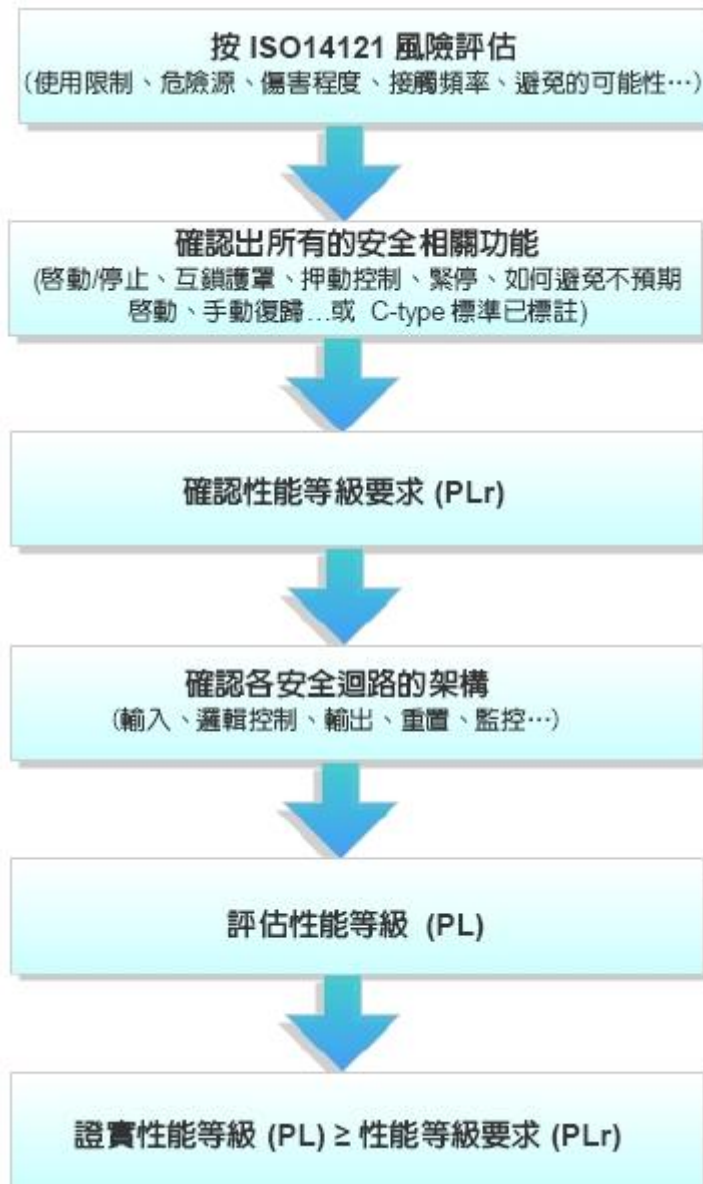 按 ISO14121 風險評估
(使用限制、危險源、傷害程度、接觸頻率、避免的可能性⋯)
確認出所有的安全相關功能
(啓動/停止、互鎖護罩、押動控制、緊停、如何避免不預期
啓動、手動復歸…或 C-type 標準已標註)
確認性能等級要求 (PLr)
確認各安全迴路的架構
(輸入、邏輯控制、輸出、重置、監控⋯)
評估性能等級 (PL)
證實性能等級 (PL) ≥ 性能等級要求 (PLr)